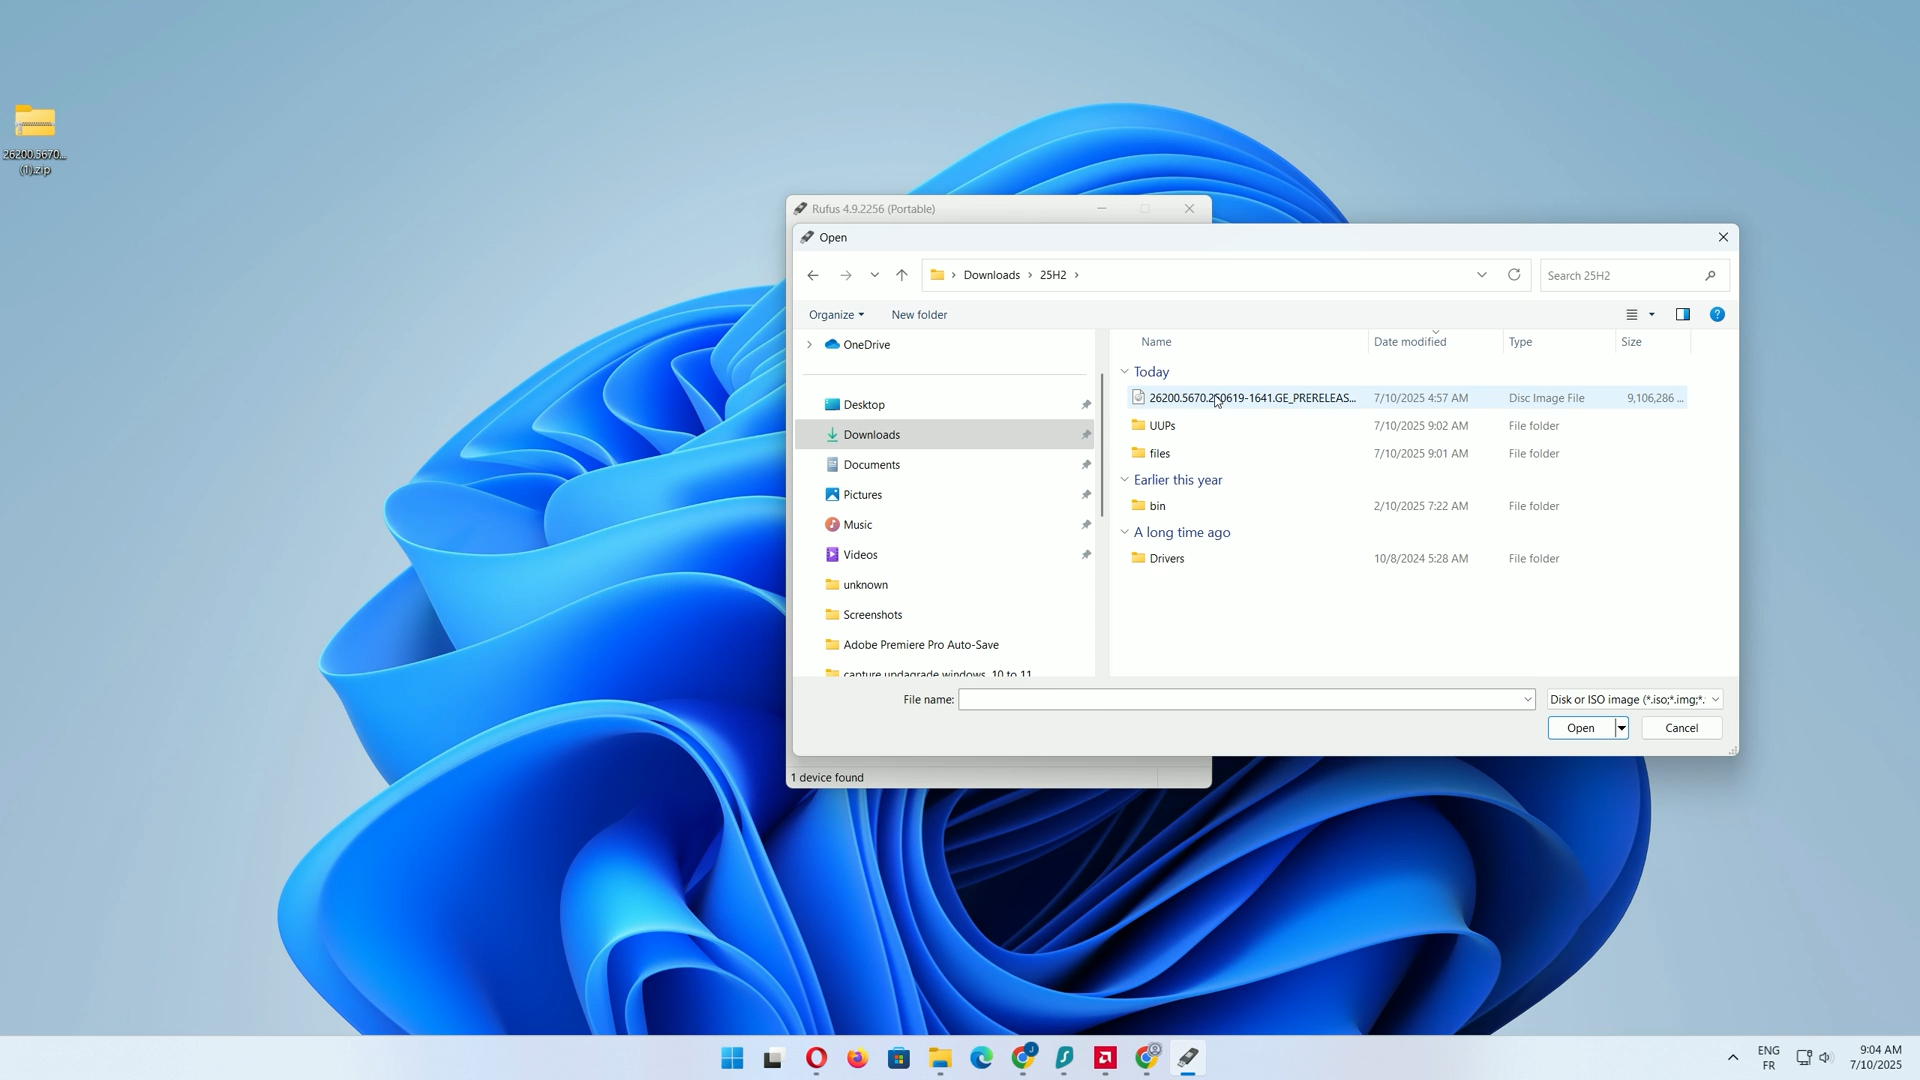 26200.5670...
(1).zip
Rufus 4.9.2256 (Portable)
Open
Downloads
25H2
Search 25H2
Organize
New folder
?
OneDrive
Desktop
Downloads
Documents
Pictures
Music
Videos
unknown
Screenshots
Adobe Premiere Pro Auto-Save
capture updagrade windows 10 to 11
Name Date modified Type Size
Today
26200.5670.250619-1641.GE_PRERELEAS... 7/10/2025 4:57 AM Disc Image File 9,106,286 ...
UUPs 7/10/2025 9:02 AM File folder
files 7/10/2025 9:01 AM File folder
Earlier this year
bin 2/10/2025 7:22 AM File folder
A long time ago
Drivers 10/8/2024 5:28 AM File folder
File name:
Disk or ISO image (*.iso;*.img;*.
Open
Cancel
1 device found
J
ENG
FR
9:04 AM
7/10/2025